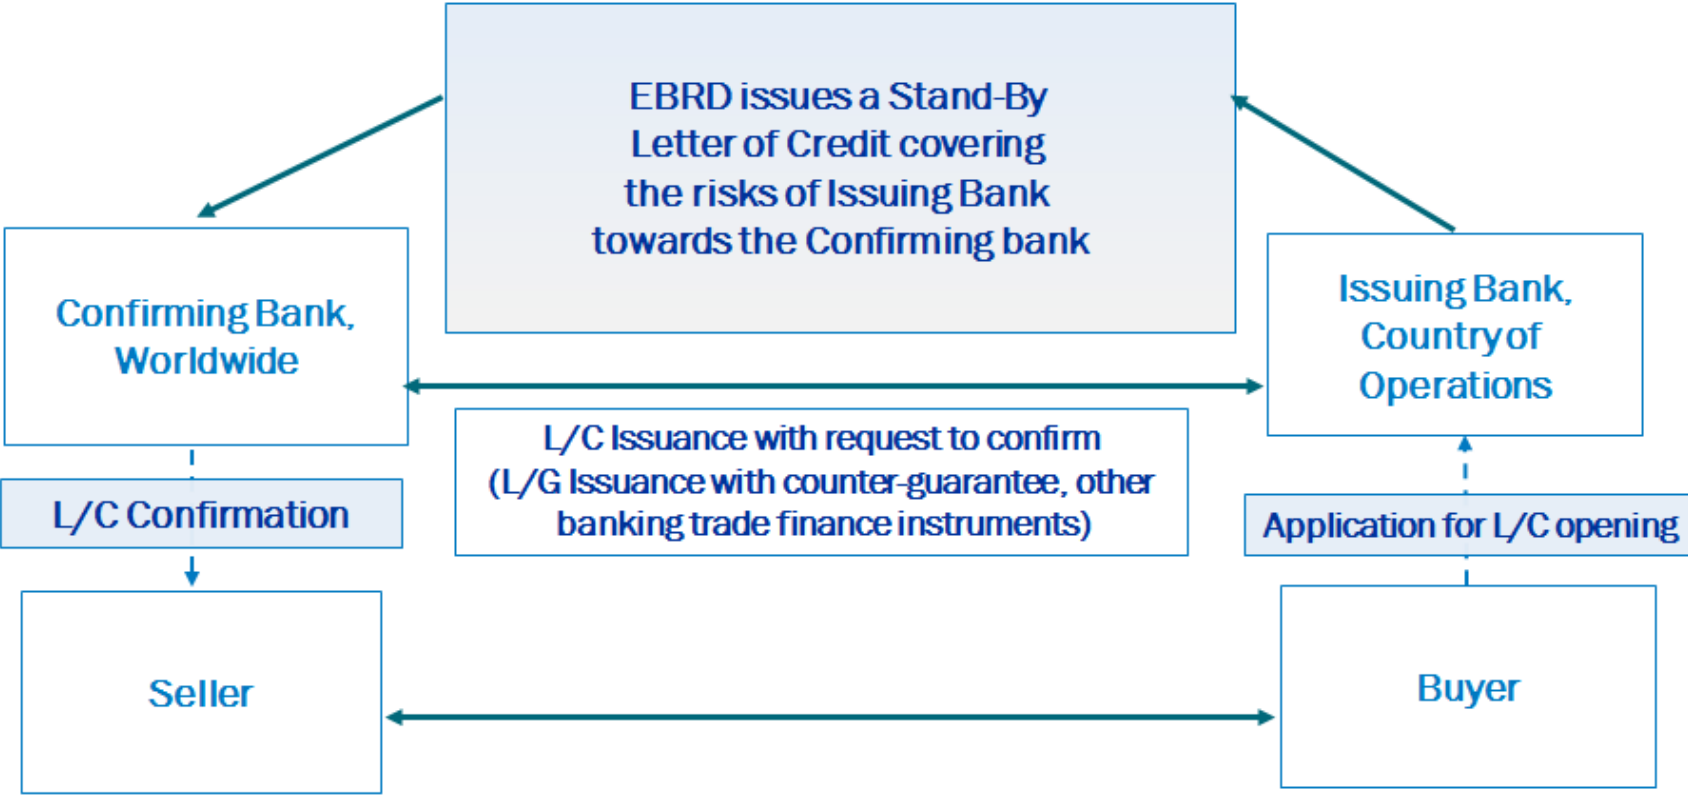 EBRD issues a Stand-By
Letter of Credit covering
the risks of Issuing Bank
towards the Confirming bank
Confirming Bank,
Worldwide
Issuing Bank,
Country of
Operations
L/C Issuance with request to confirm
(L/G Issuance with counter-guarantee, other
banking trade finance instruments)
L/C Confirmation
Application for L/C opening
Seller
Buyer